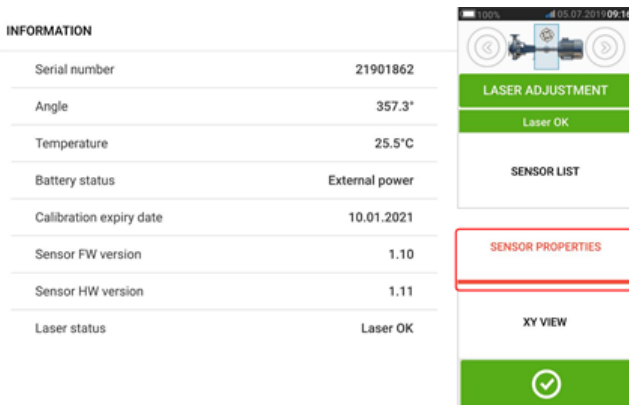 INFORMATION
Serial number 21901862
Angle 357.3°
Temperature 25.5°C
Battery status External power
Calibration expiry date 10.01.2021
Sensor FW version 1.10
Sensor HW version 1.11
Laser status Laser OK
100% 05.07.2019 09:16
LASER ADJUSTMENT
Laser OK
SENSOR LIST
SENSOR PROPERTIES
XY VIEW